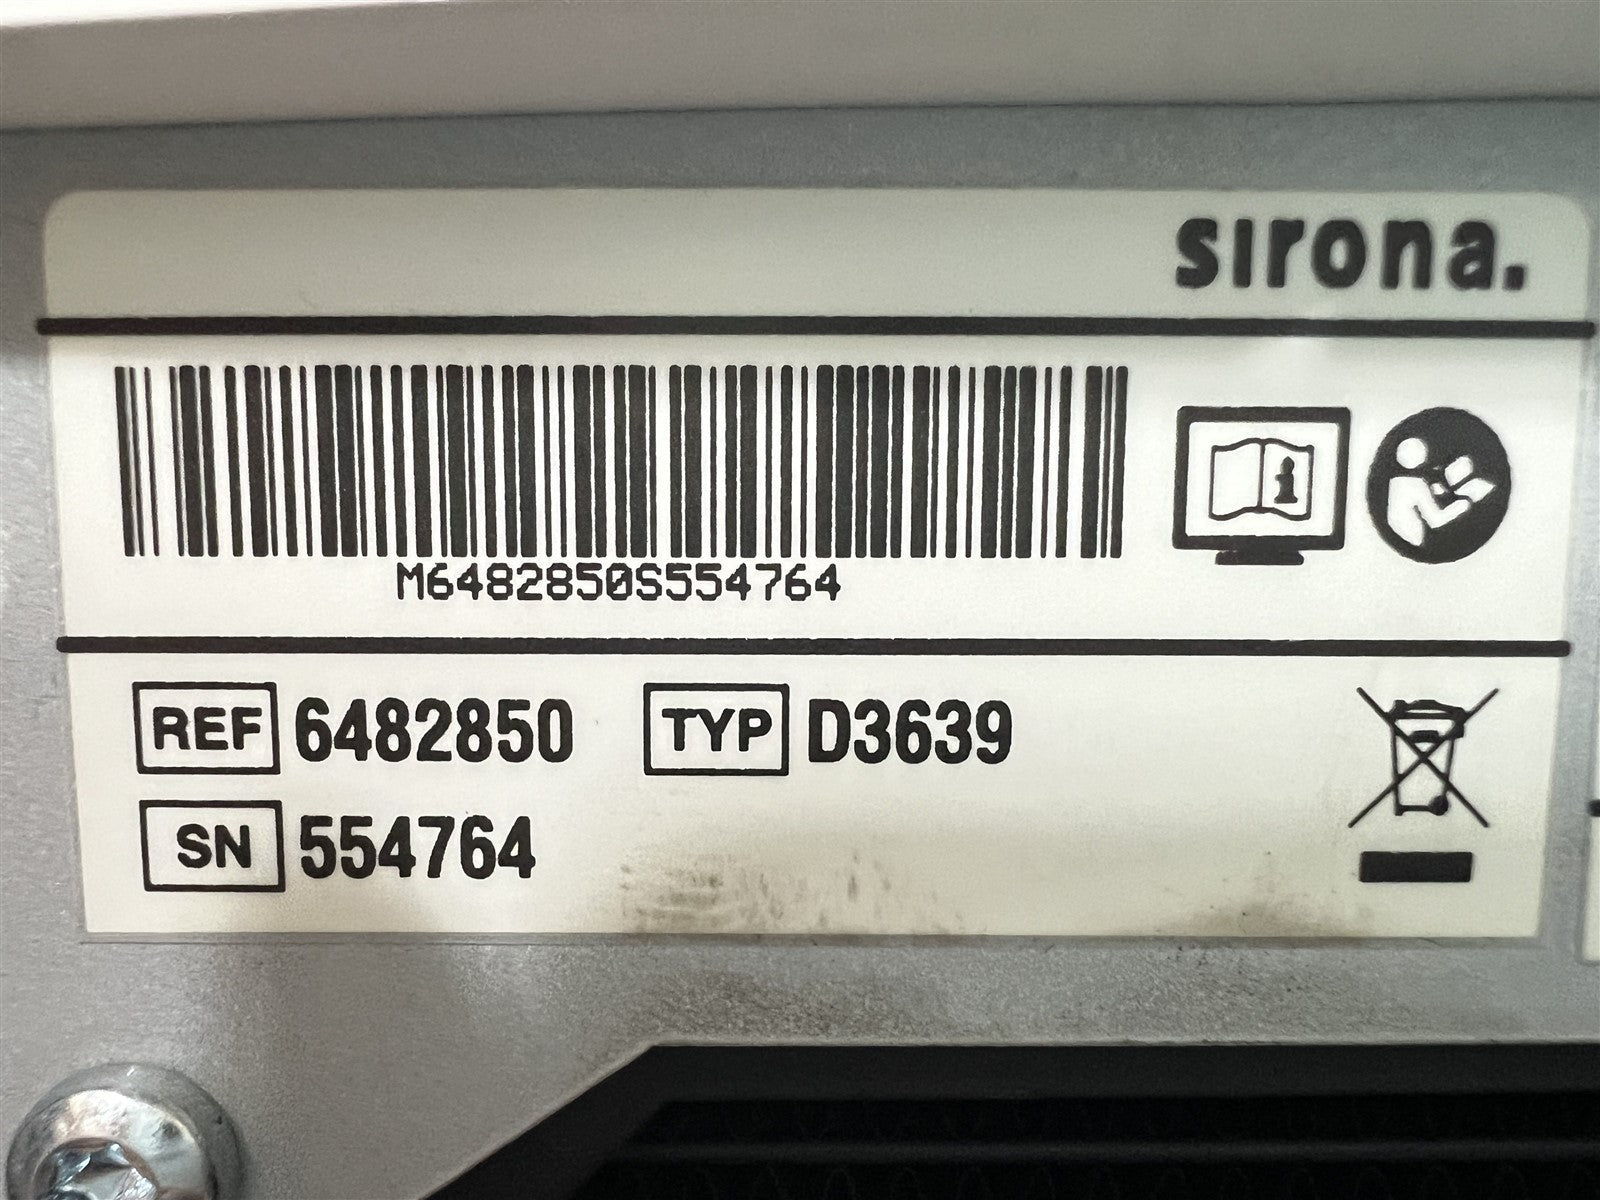 sirona.
M6482850S554764
REF 6482850 TYP D3639
SN 554764